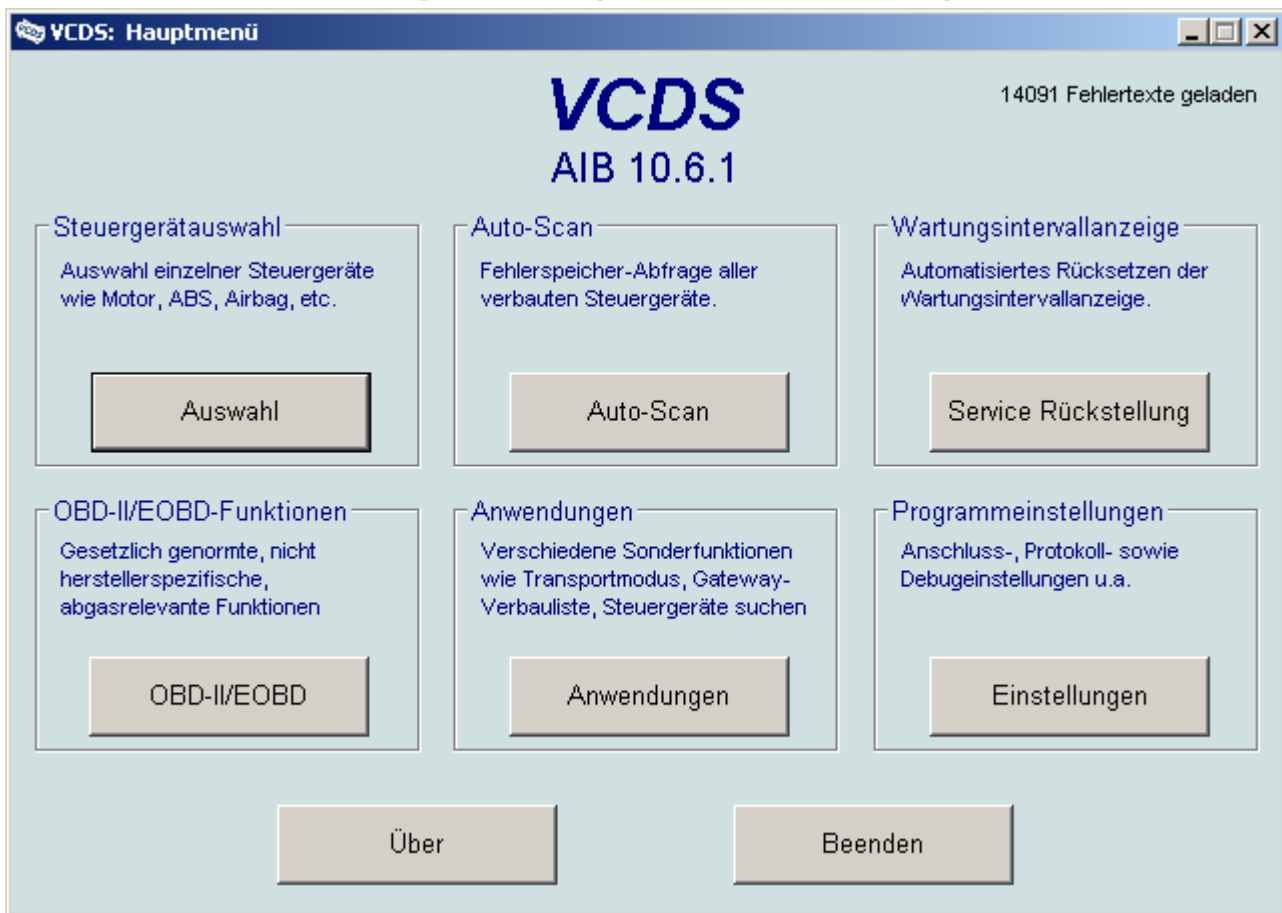 VCDS: Hauptmenü
VCDS
AIB 10.6.1
14091 Fehlertexte geladen
Steuergerätauswahl
Auswahl einzelner Steuergeräte
wie Motor, ABS, Airbag, etc.
Auswahl
Auto-Scan
Fehlerspeicher-Abfrage aller
verbauten Steuergeräte.
Auto-Scan
Wartungsintervallanzeige
Automatisiertes Rücksetzen der
Wartungsintervallanzeige.
Service Rückstellung
OBD-II/EOBD-Funktionen
Gesetzlich genormte, nicht
herstellerspezifische,
abgasrelevante Funktionen
OBD-II/EOBD
Anwendungen
Verschiedene Sonderfunktionen
wie Transportmodus, Gateway-
Verbauliste, Steuergeräte suchen
Anwendungen
Programmeinstellungen
Anschluss-, Protokoll- sowie
Debugeinstellungen u.a.
Einstellungen
Über
Beenden